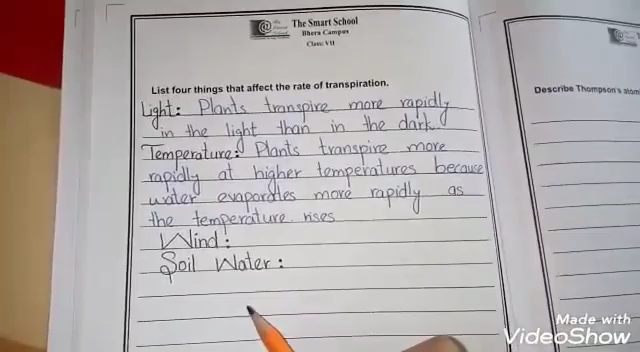 The Smart School
Bhera Campus
Class: VII
List four things that affect the rate of transpiration.
Light: Plants transpire more rapidly
in the light than in the dark.
Temperature: Plants transpire more
rapidly at higher temperatures because
water evaporates more rapidly as
the temperature rises
Wind:
Soil Water:
Describe Thompson's atom
Made with
VideoShow